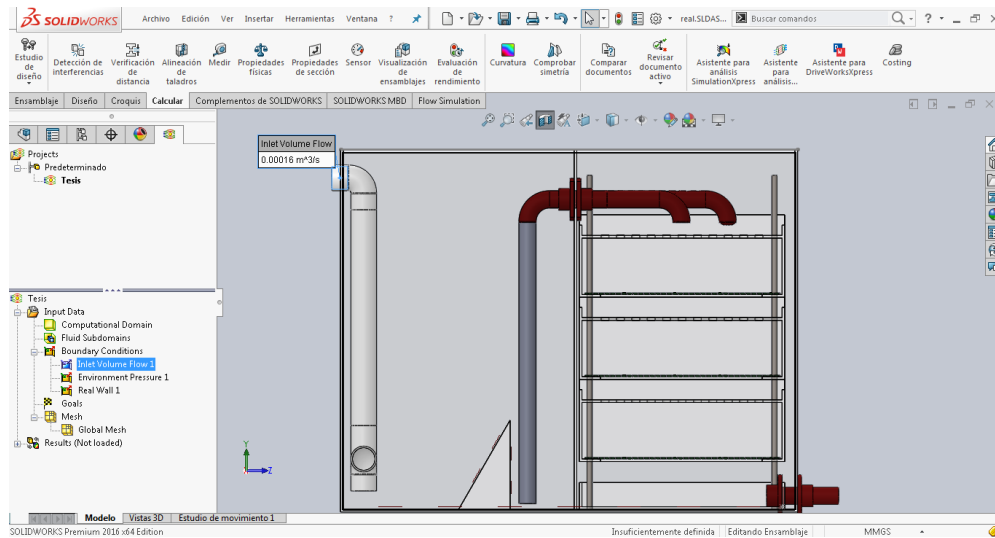 SOLIDWORKS
Archivo Edición Ver Insertar Herramientas Ventana ?
real.SLDAS...
Buscar comandos
Estudio de diseño
Detección de interferencias
Verificación de distancia
Alineación de taladros
Medir
Propiedades físicas
Propiedades de sección
Sensor
Visualización de ensamblajes
Evaluación de rendimiento
Curvatura
Comprobar simetría
Comparar documentos
Revisar documento activo
Asistente para análisis SimulationXpress
Asistente para análisis...
Asistente para DriveWorksXpress
Costing
Ensamblaje Diseño Croquis Calcular Complementos de SOLIDWORKS SOLIDWORKS MBD Flow Simulation
Projects
Predeterminado
Tesis
Inlet Volume Flow
0.00016 m^3/s
Tesis
Input Data
Computational Domain
Fluid Subdomains
Boundary Conditions
Inlet Volume Flow 1
Environment Pressure 1
Real Wall 1
Goals
Mesh
Global Mesh
Results (Not loaded)
Y
Z
Modelo Vistas 3D Estudio de movimiento 1
SOLIDWORKS Premium 2016 x64 Edition
Insuficientemente definida Editando Ensamblaje MMGS